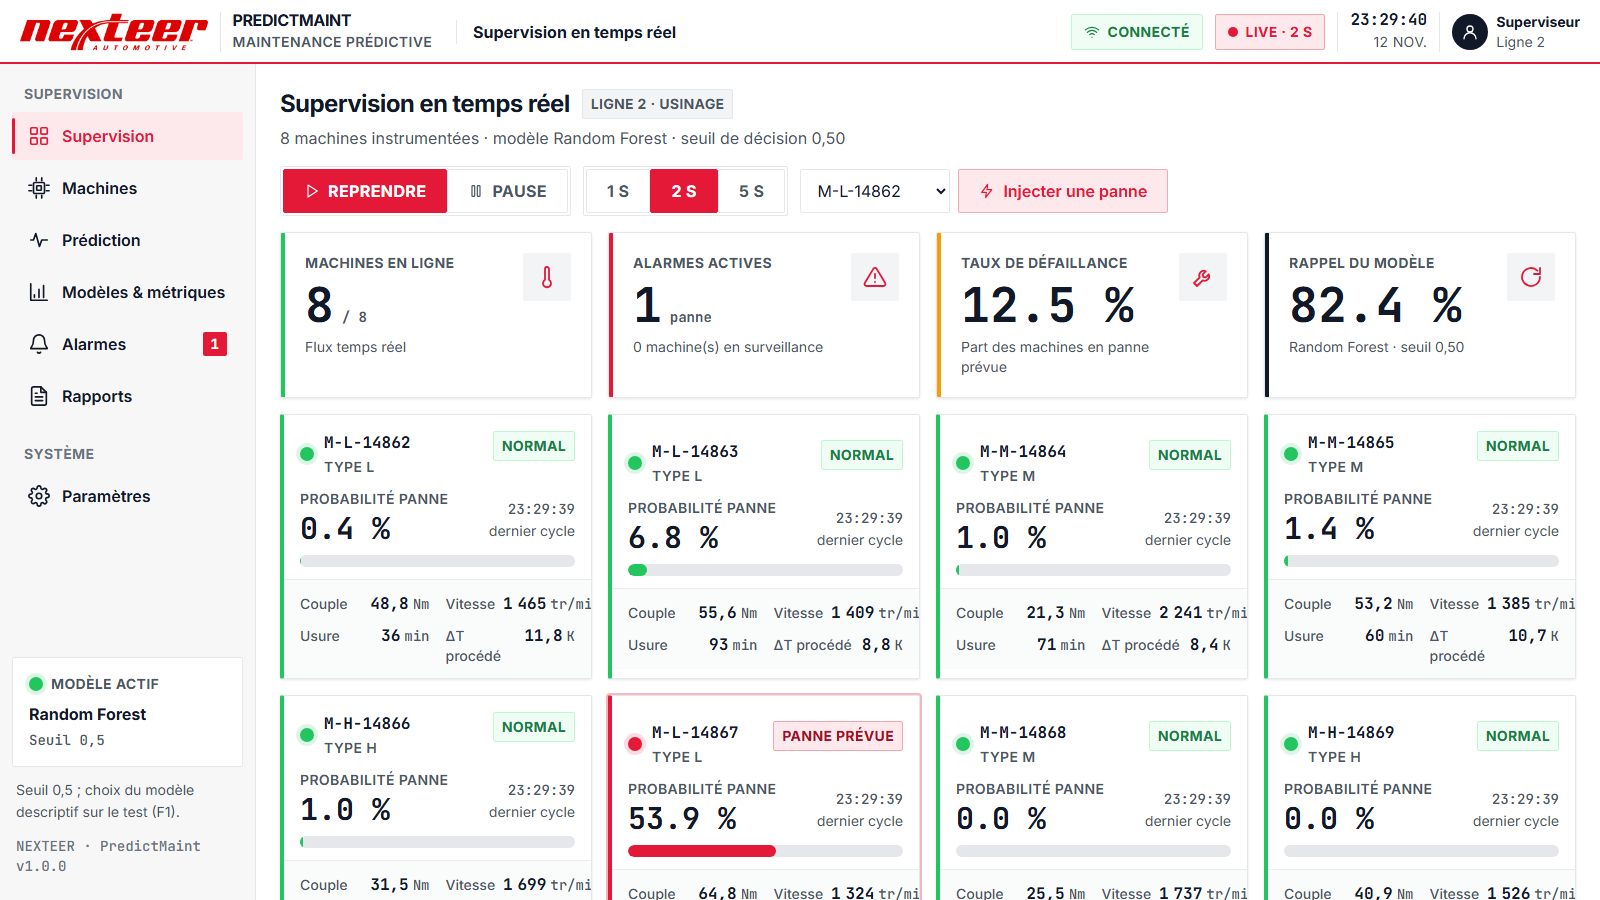 nexteer
AUTOMOTIVE
PREDICTMAINT
MAINTENANCE PRÉDICTIVE
Supervision en temps réel
CONNECTÉ
LIVE · 2 S
23:29:40
12 NOV.
Superviseur
Ligne 2
SUPERVISION
Supervision
Machines
Prédiction
Modèles & métriques
Alarmes 1
Rapports
SYSTÈME
Paramètres
MODÈLE ACTIF
Random Forest
Seuil 0,5
Seuil 0,5 ; choix du modèle
descriptif sur le test (F1).
NEXTEER · PredictMaint
v1.0.0
Supervision en temps réel LIGNE 2 · USINAGE
8 machines instrumentées · modèle Random Forest · seuil de décision 0,50
REPRENDRE PAUSE 1 S 2 S 5 S M-L-14862 Injecter une panne
MACHINES EN LIGNE
8 / 8
Flux temps réel
ALARMES ACTIVES
1 panne
0 machine(s) en surveillance
TAUX DE DÉFAILLANCE
12.5 %
Part des machines en panne
prévue
RAPPEL DU MODÈLE
82.4 %
Random Forest · seuil 0,50
M-L-14862 NORMAL
TYPE L
PROBABILITÉ PANNE
0.4 %
23:29:39
dernier cycle
Couple 48,8 Nm Vitesse 1 465 tr/mi
Usure 36 min ΔT 11,8 K
procédé
M-L-14863 NORMAL
TYPE L
PROBABILITÉ PANNE
6.8 %
23:29:39
dernier cycle
Couple 55,6 Nm Vitesse 1 409 tr/mi
Usure 93 min ΔT procédé 8,8 K
M-M-14864 NORMAL
TYPE M
PROBABILITÉ PANNE
1.0 %
23:29:39
dernier cycle
Couple 21,3 Nm Vitesse 2 241 tr/mi
Usure 71 min ΔT procédé 8,4 K
M-M-14865 NORMAL
TYPE M
PROBABILITÉ PANNE
1.4 %
23:29:39
dernier cycle
Couple 53,2 Nm Vitesse 1 385 tr/mi
Usure 60 min ΔT 10,7 K
procédé
M-H-14866 NORMAL
TYPE H
PROBABILITÉ PANNE
1.0 %
23:29:39
dernier cycle
Couple 31,5 Nm Vitesse 1 699 tr/mi
M-L-14867 PANNE PRÉVUE
TYPE L
PROBABILITÉ PANNE
53.9 %
23:29:39
dernier cycle
Couple 64,8 Nm Vitesse 1 324 tr/mi
M-M-14868 NORMAL
TYPE M
PROBABILITÉ PANNE
0.0 %
23:29:39
dernier cycle
Couple 25,5 Nm Vitesse 1 737 tr/mi
M-H-14869 NORMAL
TYPE H
PROBABILITÉ PANNE
0.0 %
23:29:39
dernier cycle
Couple 40,9 Nm Vitesse 1 526 tr/mi